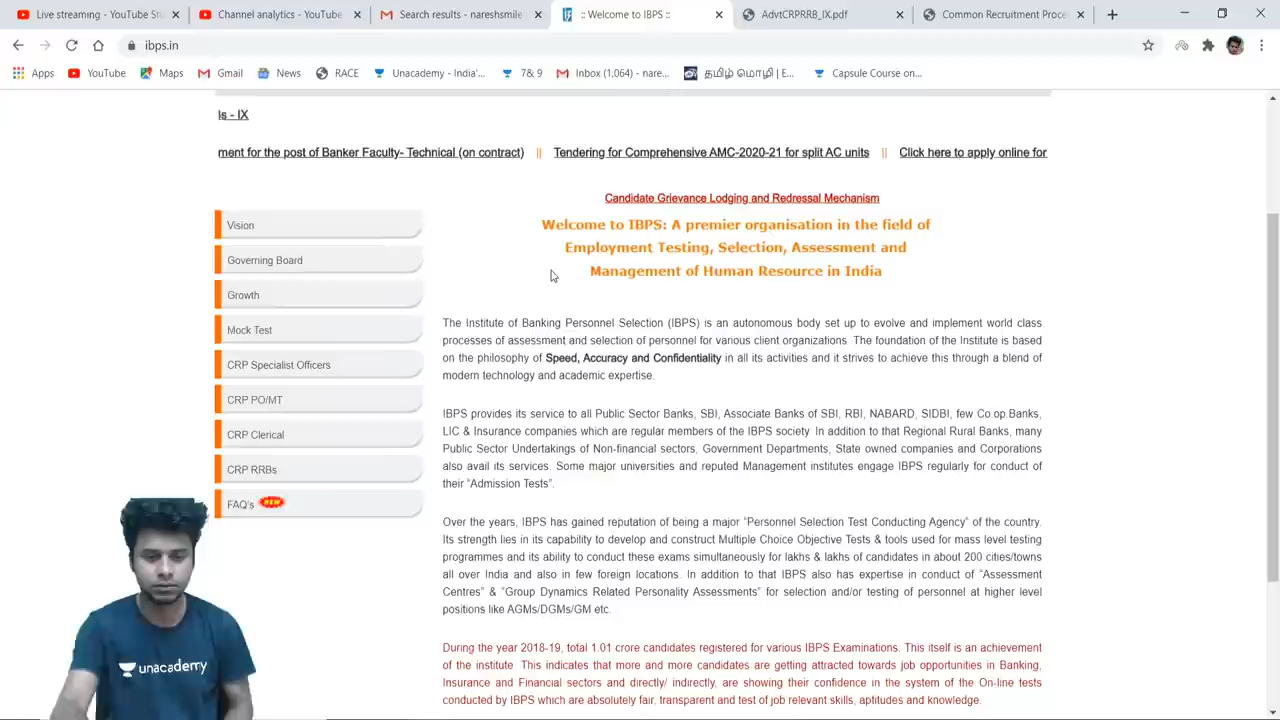 Live streaming - YouTube St
Channel analytics - YouTube
Search results - nareshsmile
:: Welcome to IBPS ::
AdvtCRPRRB_IX.pdf
Common Recruitment Proce
ibps.in
Apps
YouTube
Maps
Gmail
News
RACE
Unacademy - India'...
7& 9
Inbox (1,064) - nare...
தமிழ் மொழி | E...
Capsule Course on...
ls - IX
ment for the post of Banker Faculty- Technical (on contract) || Tendering for Comprehensive AMC-2020-21 for split AC units || Click here to apply online for
Candidate Grievance Lodging and Redressal Mechanism
Welcome to IBPS: A premier organisation in the field of
Employment Testing, Selection, Assessment and
Management of Human Resource in India
Vision
Governing Board
Growth
Mock Test
CRP Specialist Officers
CRP PO/MT
CRP Clerical
CRP RRBs
FAQ's NEW
The Institute of Banking Personnel Selection (IBPS) is an autonomous body set up to evolve and implement world class
processes of assessment and selection of personnel for various client organizations. The foundation of the Institute is based
on the philosophy of Speed, Accuracy and Confidentiality in all its activities and it strives to achieve this through a blend of
modern technology and academic expertise.
IBPS provides its service to all Public Sector Banks, SBI, Associate Banks of SBI, RBI, NABARD, SIDBI, few Co.op.Banks,
LIC & Insurance companies which are regular members of the IBPS society. In addition to that Regional Rural Banks, many
Public Sector Undertakings of Non-financial sectors, Government Departments, State owned companies and Corporations
also avail its services. Some major universities and reputed Management institutes engage IBPS regularly for conduct of
their "Admission Tests".
Over the years, IBPS has gained reputation of being a major "Personnel Selection Test Conducting Agency" of the country.
Its strength lies in its capability to develop and construct Multiple Choice Objective Tests & tools used for mass level testing
programmes and its ability to conduct these exams simultaneously for lakhs & lakhs of candidates in about 200 cities/towns
all over India and also in few foreign locations. In addition to that IBPS also has expertise in conduct of "Assessment
Centres" & "Group Dynamics Related Personality Assessments" for selection and/or testing of personnel at higher level
positions like AGMs/DGMs/GM etc.
During the year 2018-19, total 1.01 crore candidates registered for various IBPS Examinations. This itself is an achievement
of the institute. This indicates that more and more candidates are getting attracted towards job opportunities in Banking,
Insurance and Financial sectors and directly/ indirectly, are showing their confidence in the system of the On-line tests
conducted by IBPS which are absolutely fair, transparent and test of job relevant skills, aptitudes and knowledge.
unacademy